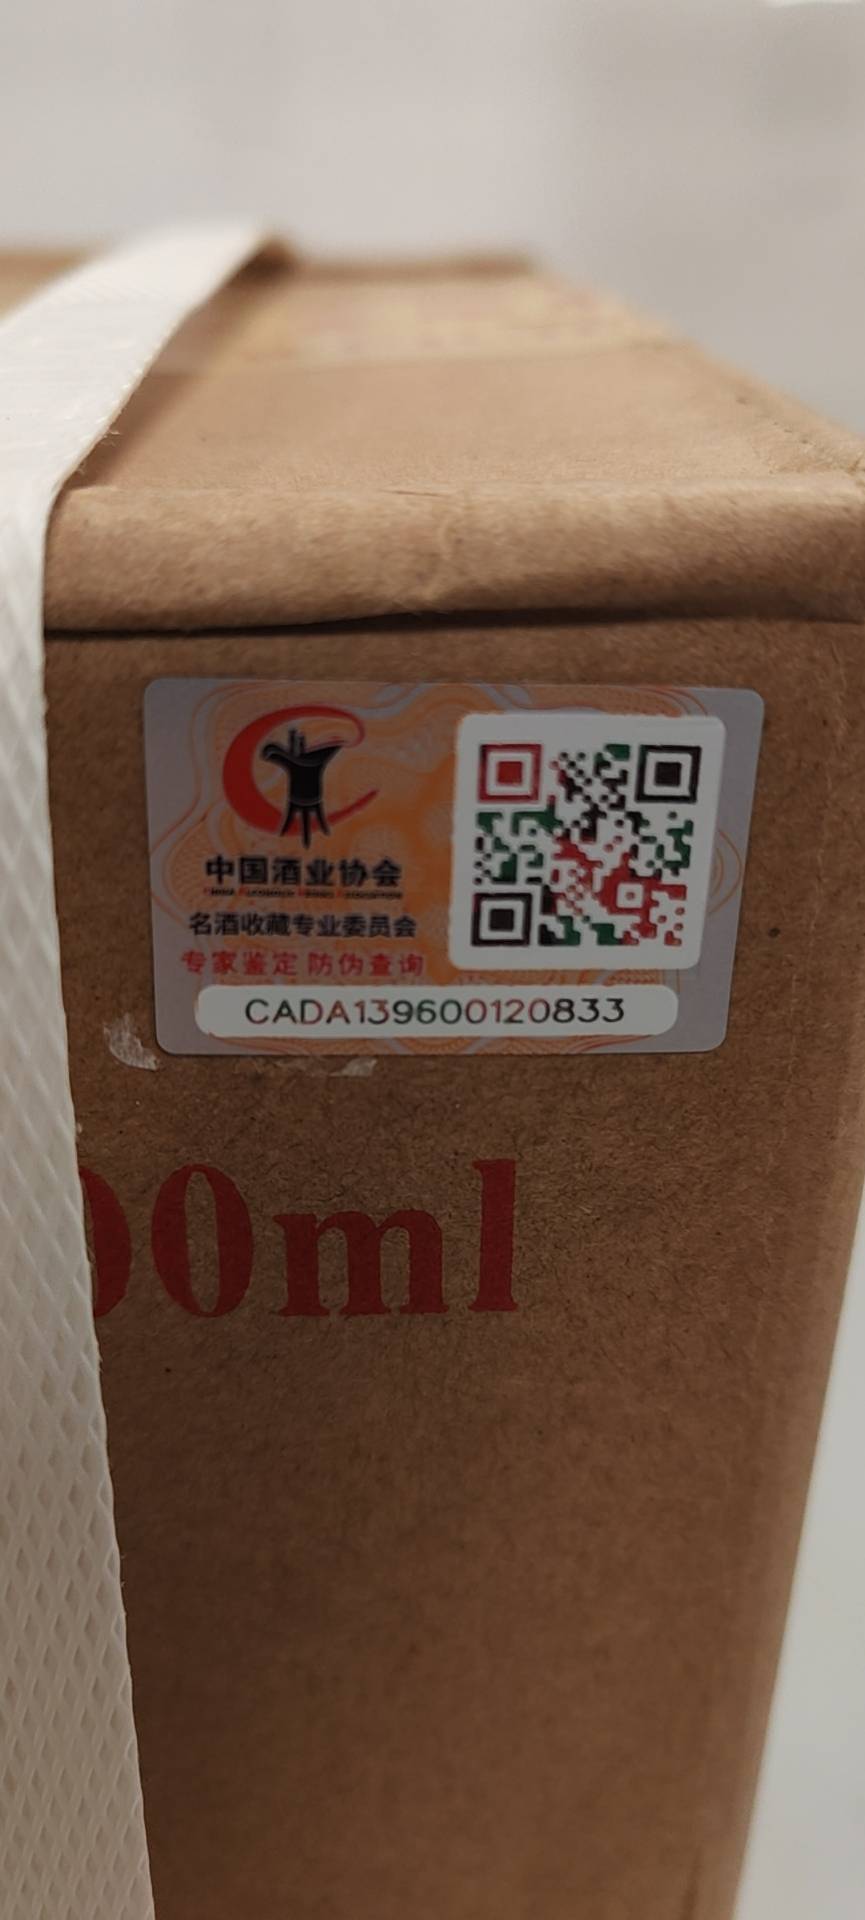 中国酒业协会
名酒收藏专业委员会
专家鉴定 防伪查询
CADA139600120833
00ml